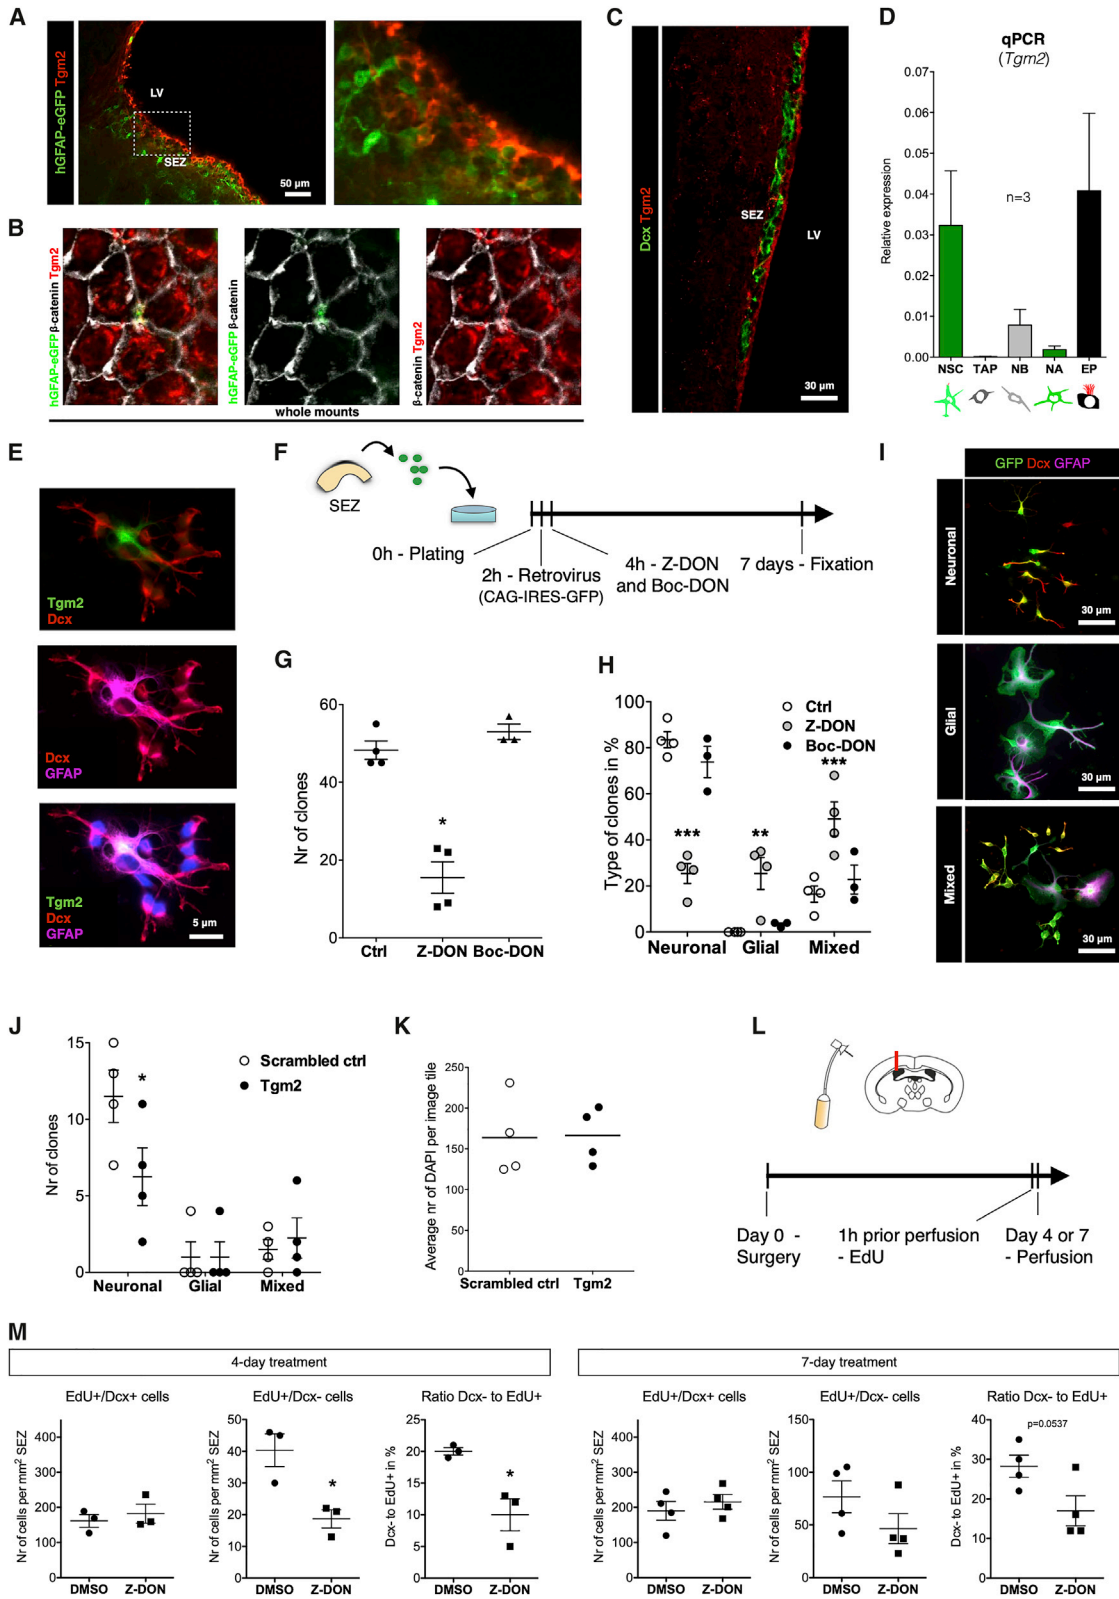 A
hGFAP-eGFP Tgm2
LV
SEZ
50 µm
B
hGFAP-eGFP β-catenin Tgm2
hGFAP-eGFP β-catenin
β-catenin Tgm2
whole mounts
C
Dcx Tgm2
SEZ
LV
30 µm
D
qPCR
(Tgm2)
Relative expression
0.07
0.06
0.05
0.04
0.03
0.02
0.01
0.00
n=3
NSC TAP NB NA EP
E
Tgm2
Dcx
Dcx
GFAP
Tgm2
Dcx
GFAP
5 µm
F
SEZ
0h - Plating
2h - Retrovirus
(CAG-IRES-GFP)
4h - Z-DON
and Boc-DON
7 days - Fixation
G
Nr of clones
60
40
20
0
*
Ctrl Z-DON Boc-DON
H
Type of clones in %
100
80
60
40
20
0
Ctrl
Z-DON
Boc-DON
***
**
***
Neuronal Glial Mixed
I
GFP Dcx GFAP
Neuronal
30 µm
Glial
30 µm
Mixed
30 µm
J
Nr of clones
15
10
5
0
Scrambled ctrl
Tgm2
*
Neuronal Glial Mixed
K
Average nr of DAPI per image tile
250
200
150
100
50
0
Scrambled ctrl Tgm2
L
Day 0 -
Surgery
1h prior perfusion
- EdU
Day 4 or 7
- Perfusion
M
4-day treatment
EdU+/Dcx+ cells
Nr of cells per mm² SEZ
400
300
200
100
0
DMSO Z-DON
EdU+/Dcx- cells
Nr of cells per mm² SEZ
50
40
30
20
10
0
*
DMSO Z-DON
Ratio Dcx- to EdU+
Dcx- to EdU+ in %
25
20
15
10
5
0
*
DMSO Z-DON
7-day treatment
EdU+/Dcx+ cells
Nr of cells per mm² SEZ
400
300
200
100
0
DMSO Z-DON
EdU+/Dcx- cells
Nr of cells per mm² SEZ
150
100
50
0
DMSO Z-DON
Ratio Dcx- to EdU+
Dcx- to EdU+ in %
40
30
20
10
0
p=0.0537
DMSO Z-DON